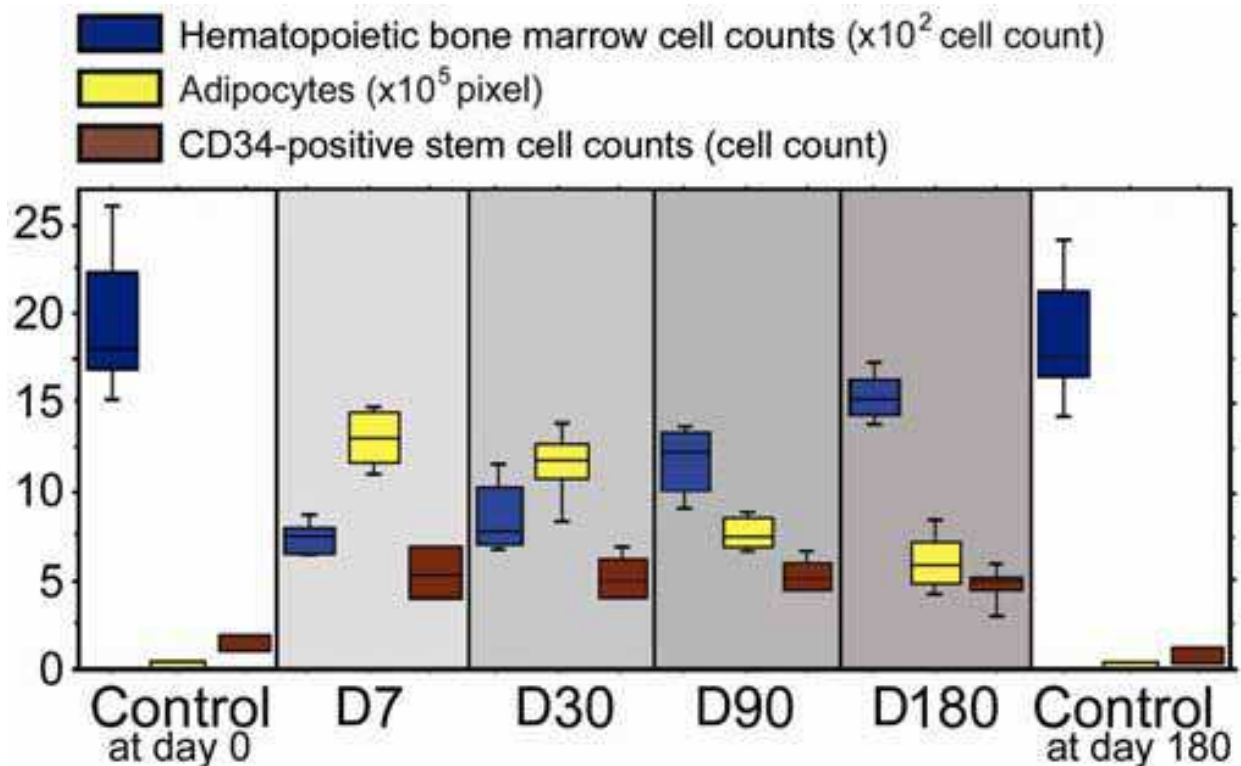 Hematopoietic bone marrow cell counts (x10² cell count)
Adipocytes (x10⁵ pixel)
CD34-positive stem cell counts (cell count)
25
20
15
10
5
0
Control at day 0
D7
D30
D90
D180
Control at day 180